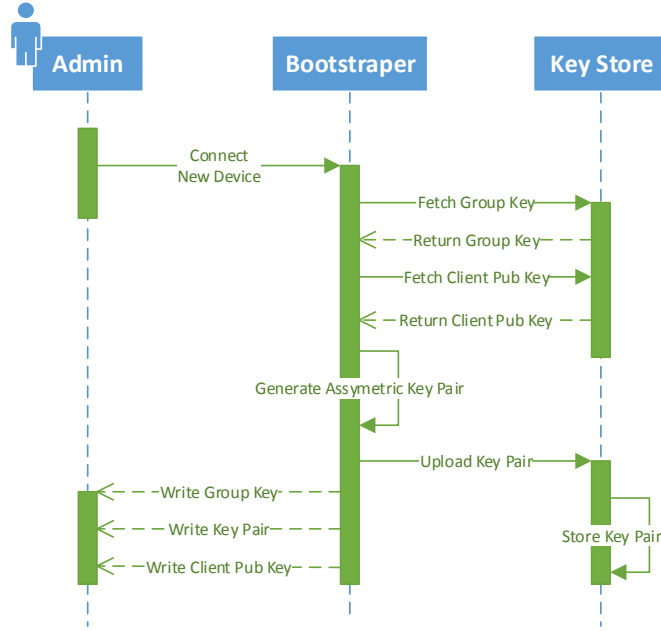 Admin
Bootstraper
Key Store
Connect
New Device
Fetch Group Key
Return Group Key
Fetch Client Pub Key
Return Client Pub Key
Generate Assymetric Key Pair
Upload Key Pair
Write Group Key
Write Key Pair
Store Key Pair
Write Client Pub Key